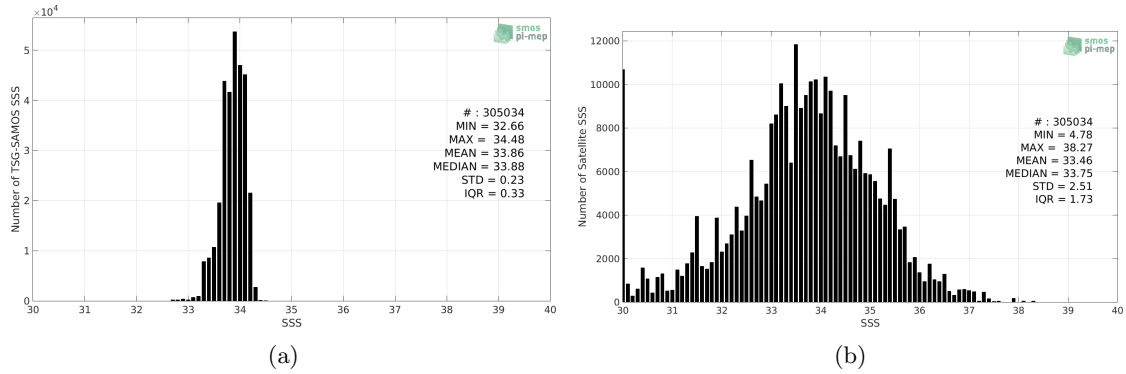 ×10⁴
smos
pi-mep
5
4
3
2
1
0
Number of TSG-SAMOS SSS
# : 305034
MIN = 32.66
MAX = 34.48
MEAN = 33.86
MEDIAN = 33.88
STD = 0.23
IQR = 0.33
30 31 32 33 34 35 36 37 38 39 40
SSS
(a)
smos
pi-mep
12000
10000
8000
6000
4000
2000
0
Number of Satellite SSS
# : 305034
MIN = 4.78
MAX = 38.27
MEAN = 33.46
MEDIAN = 33.75
STD = 2.51
IQR = 1.73
30 31 32 33 34 35 36 37 38 39 40
SSS
(b)